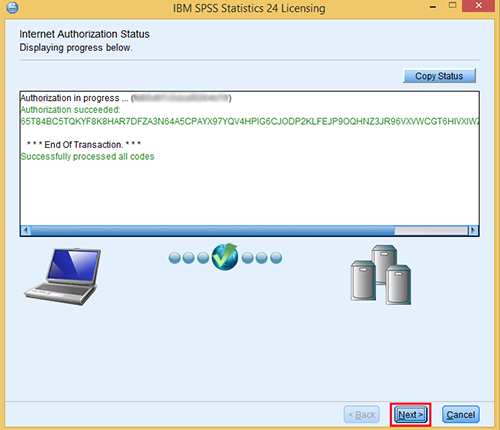 IBM SPSS Statistics 24 Licensing
Internet Authorization Status
Displaying progress below.
Copy Status
Authorization in progress ... (
Authorization succeeded:
65T84BC5TQKYF8K8HAR7DFZA3N64A5CPAYX97YQV4HPIG6CJODP2KLFEJP9OQHNZ3JR96VXVWCGT6HIVXIWZ
* * * End Of Transaction. * * *
Successfully processed all codes
< Back
Next >
Cancel